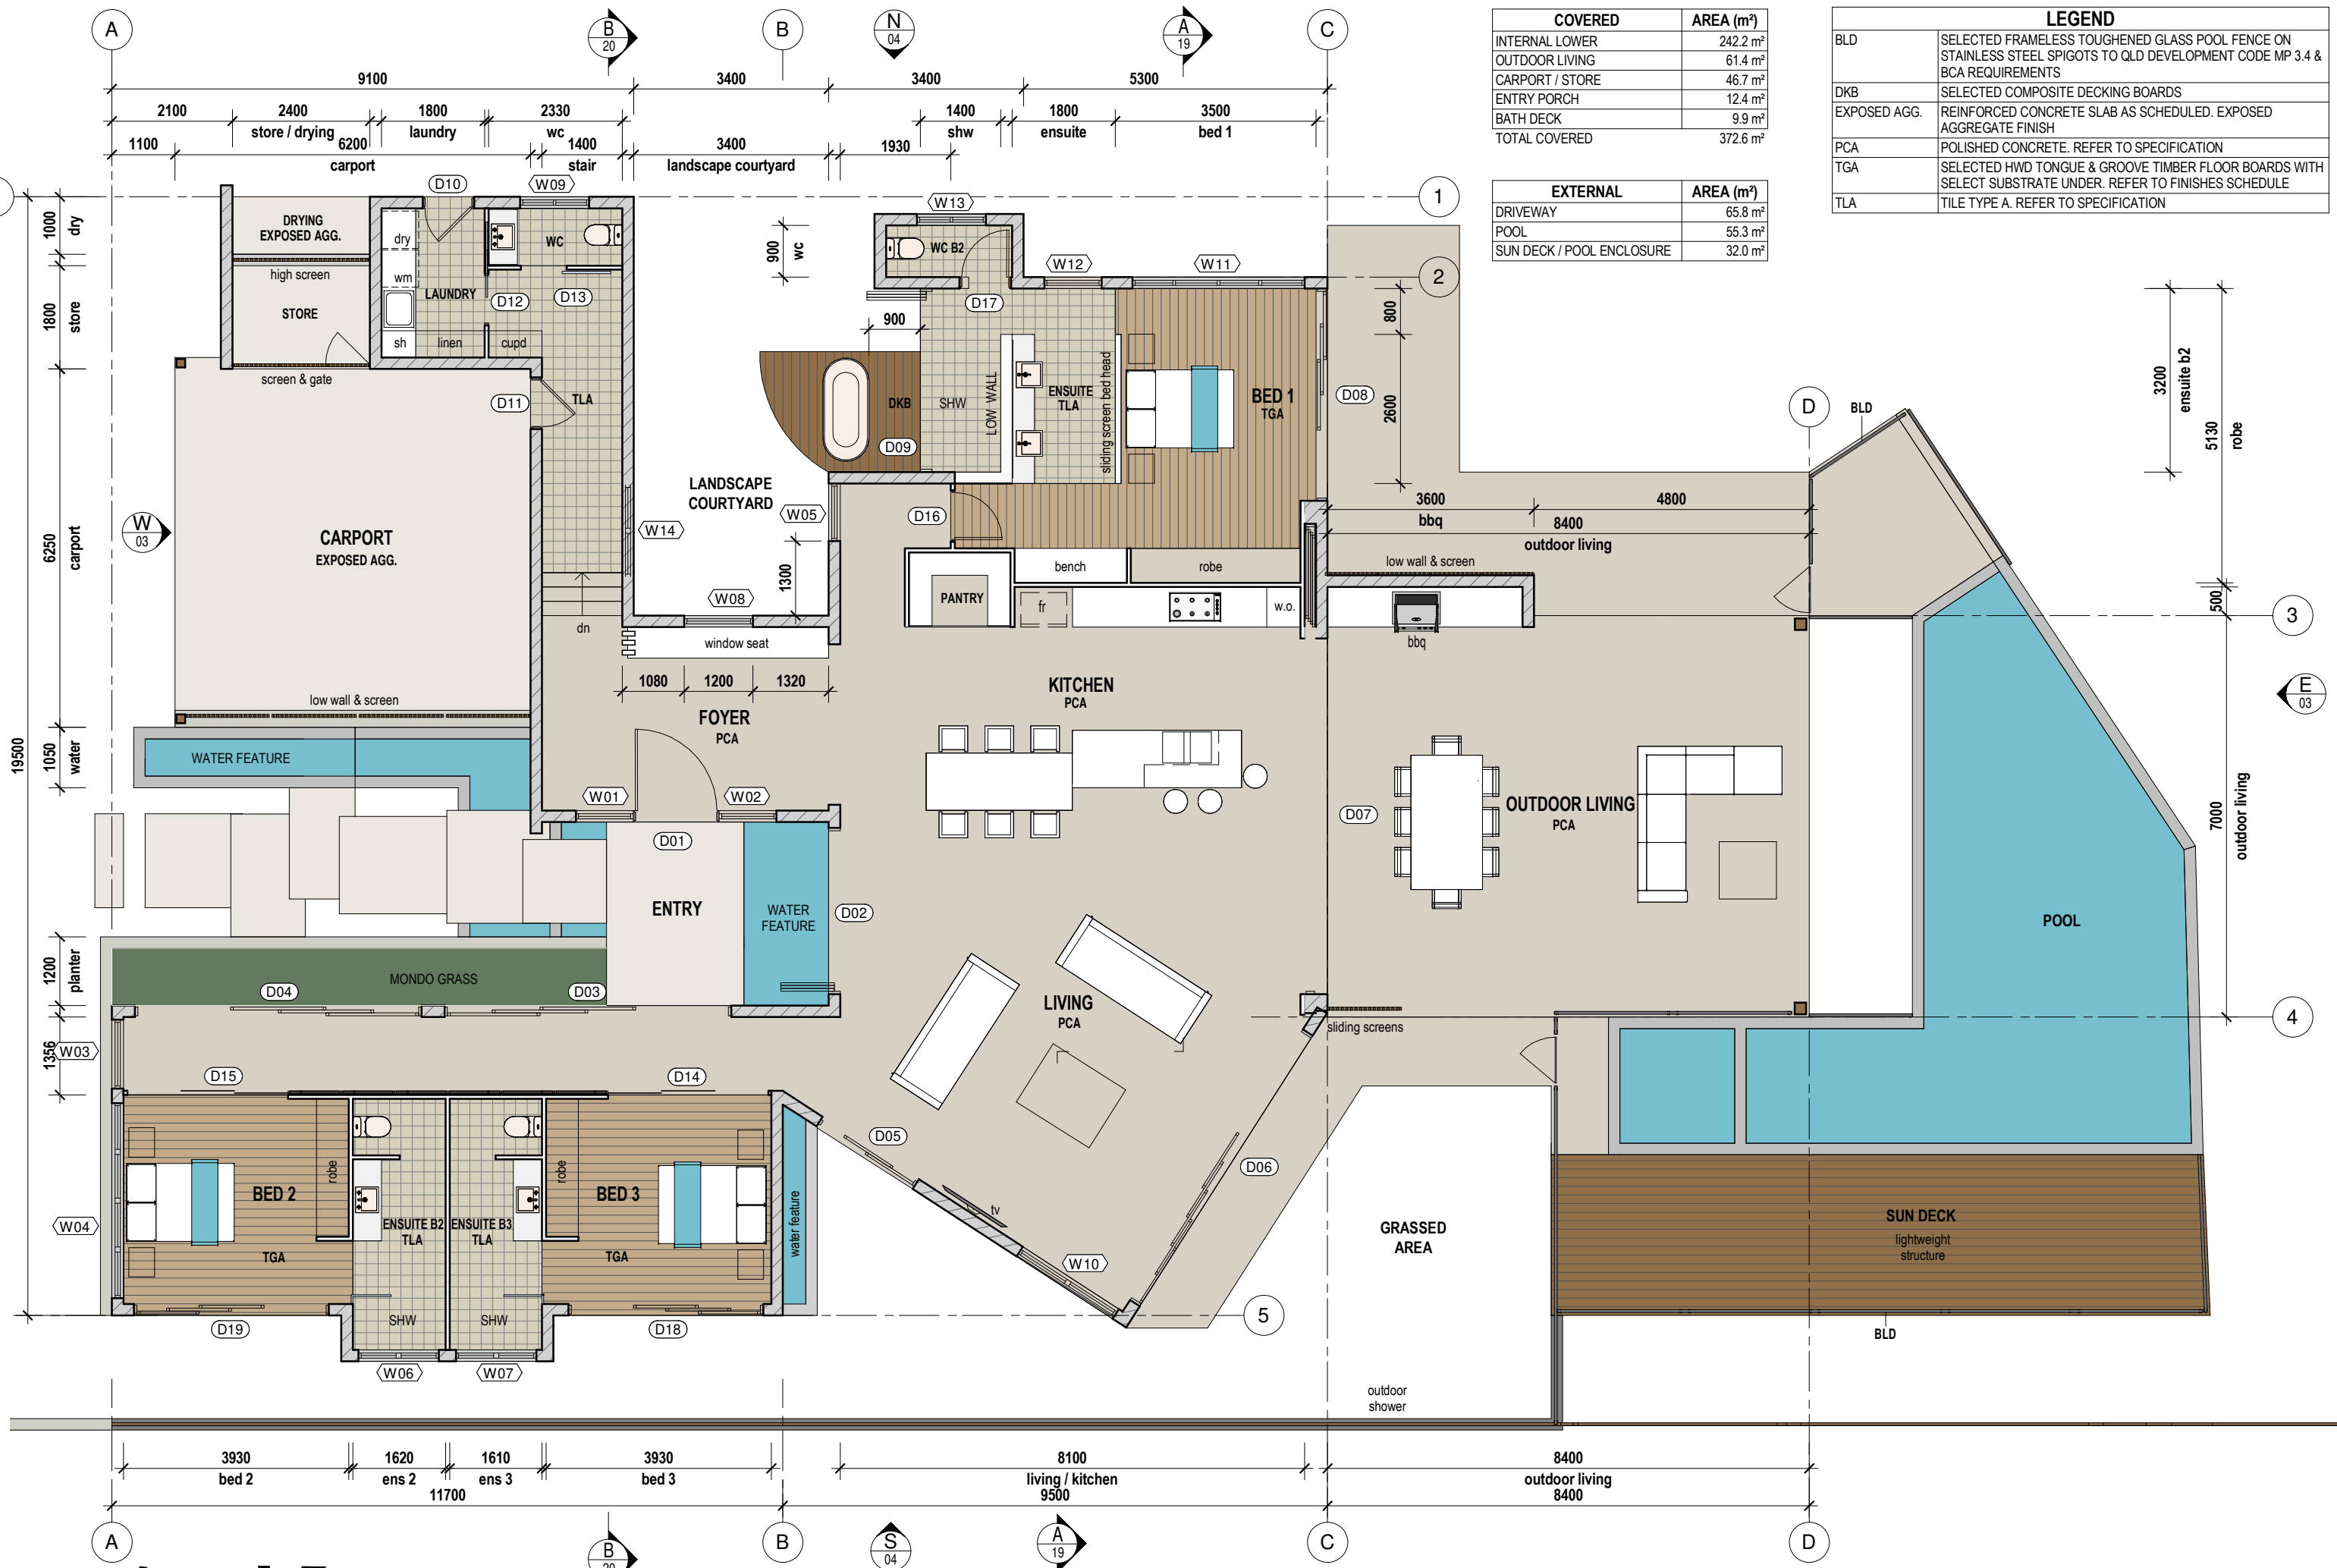 A
B
20
B
N
04
A
19
C
COVERED AREA (m²)
INTERNAL LOWER 242.2 m²
OUTDOOR LIVING 61.4 m²
CARPORT / STORE 46.7 m²
ENTRY PORCH 12.4 m²
BATH DECK 9.9 m²
TOTAL COVERED 372.6 m²
EXTERNAL AREA (m²)
DRIVEWAY 65.8 m²
POOL 55.3 m²
SUN DECK / POOL ENCLOSURE 32.0 m²
LEGEND
BLD SELECTED FRAMELESS TOUGHENED GLASS POOL FENCE ON
STAINLESS STEEL SPIGOTS TO QLD DEVELOPMENT CODE MP 3.4 &
BCA REQUIREMENTS
DKB SELECTED COMPOSITE DECKING BOARDS
EXPOSED AGG. REINFORCED CONCRETE SLAB AS SCHEDULED. EXPOSED
AGGREGATE FINISH
PCA POLISHED CONCRETE. REFER TO SPECIFICATION
TGA SELECTED HWD TONGUE & GROOVE TIMBER FLOOR BOARDS WITH
SELECT SUBSTRATE UNDER. REFER TO FINISHES SCHEDULE
TLA TILE TYPE A. REFER TO SPECIFICATION
9100 3400 3400 5300
2100 2400 1800 2330 1400 1800 3500
store / drying laundry wc shw ensuite bed 1
1100 6200 1400 3400 1930
carport stair landscape courtyard
D10 W09 W13
1
1000
dry
DRYING
EXPOSED AGG.
dry
WC
900
wc
WC B2
high screen
wm
W12 W11
2
LAUNDRY
D12 D13 D17
1800
store
STORE
sh linen cupd
900
800
screen & gate
D11 TLA
DKB SHW
LOW WALL
ENSUITE
TLA
sliding screen bed head
BED 1
TGA
D08
2600
3200
ensuite b2
5130
robe
D
BLD
D09
LANDSCAPE
COURTYARD
W
03
CARPORT
EXPOSED AGG.
6250
carport
W14 W05 D16
1300
3600 4800
bbq
8400
outdoor living
low wall & screen
bench robe
PANTRY
fr
w.o.
W08
window seat
dn
bbq
500
3
1080 1200 1320
low wall & screen
KITCHEN
PCA
E
03
FOYER
PCA
19500
1050
water
WATER FEATURE
W01 W02
D01
D07
OUTDOOR LIVING
PCA
7000
outdoor living
ENTRY
WATER
FEATURE
D02
POOL
1200
planter
MONDO GRASS
D04 D03
LIVING
PCA
sliding screens
4
1356
W03
D15 D14
D05
D06
robe
robe
BED 2
BED 3
W04
ENSUITE B2
TLA
ENSUITE B3
TLA
TGA
TGA
water feature
tv
W10
GRASSED
AREA
SUN DECK
lightweight
structure
SHW SHW
D19 D18
5
BLD
W06 W07
outdoor
shower
3930 1620 1610 3930 8100 8400
bed 2 ens 2 ens 3 bed 3 living / kitchen outdoor living
11700 9500 8400
A
B
20
B
S
04
A
19
C
D